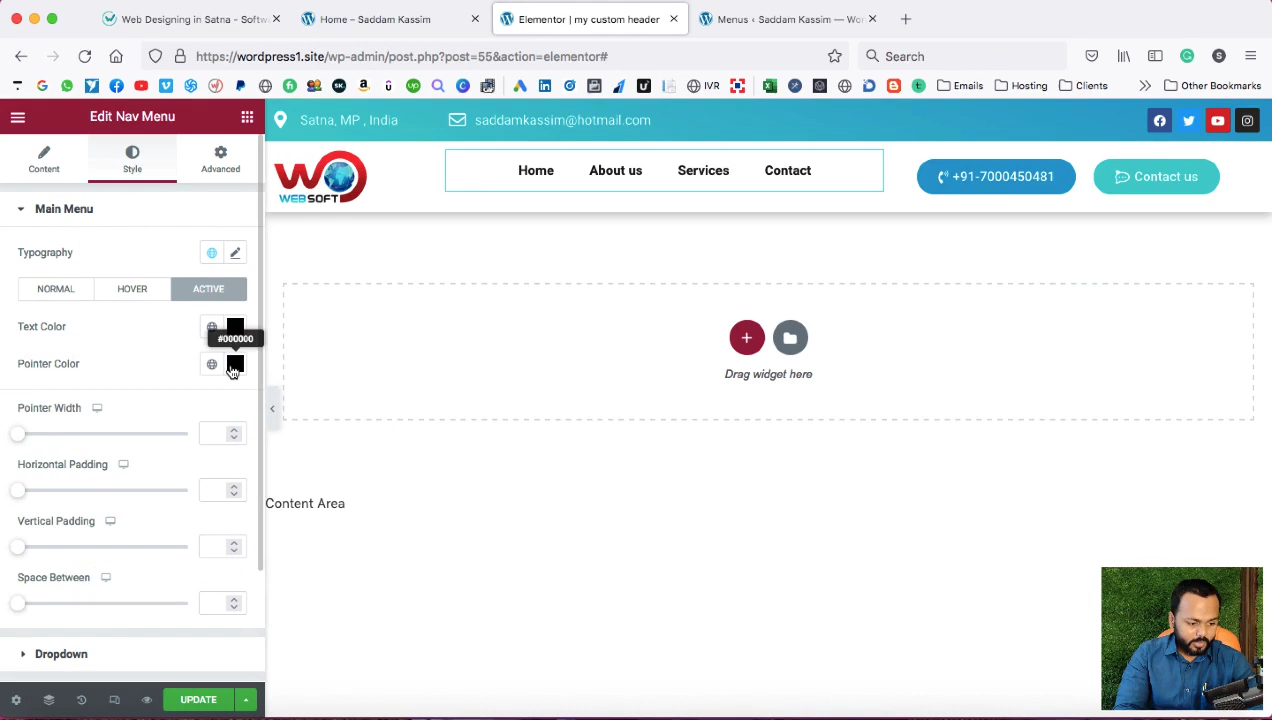 Web Designing in Satna - Softw
Home – Saddam Kassim
Elementor | my custom header
Menus ‹ Saddam Kassim — Wor
https://wordpress1.site/wp-admin/post.php?post=55&action=elementor#
Search
IVR
Emails
Hosting
Clients
Other Bookmarks
Edit Nav Menu
Satna, MP , India
saddamkassim@hotmail.com
Content
Style
Advanced
WEBSOFT
Home
About us
Services
Contact
+91-7000450481
Contact us
Main Menu
Typography
NORMAL
HOVER
ACTIVE
Text Color
#000000
Pointer Color
Drag widget here
Pointer Width
Horizontal Padding
Content Area
Vertical Padding
Space Between
Dropdown
UPDATE